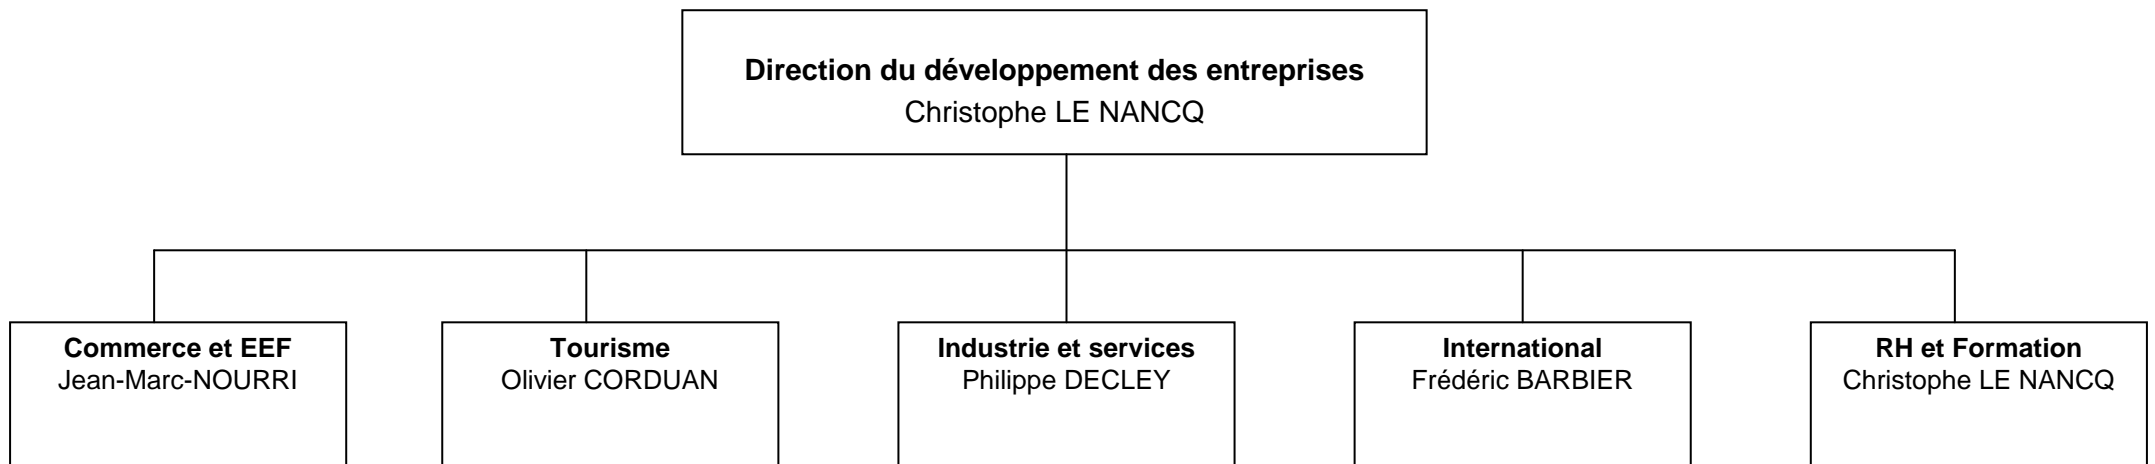 Direction du développement des entreprises
Christophe LE NANCQ
Commerce et EEF
Jean-Marc-NOURRI
Tourisme
Olivier CORDUAN
Industrie et services
Philippe DECLEY
International
Frédéric BARBIER
RH et Formation
Christophe LE NANCQ